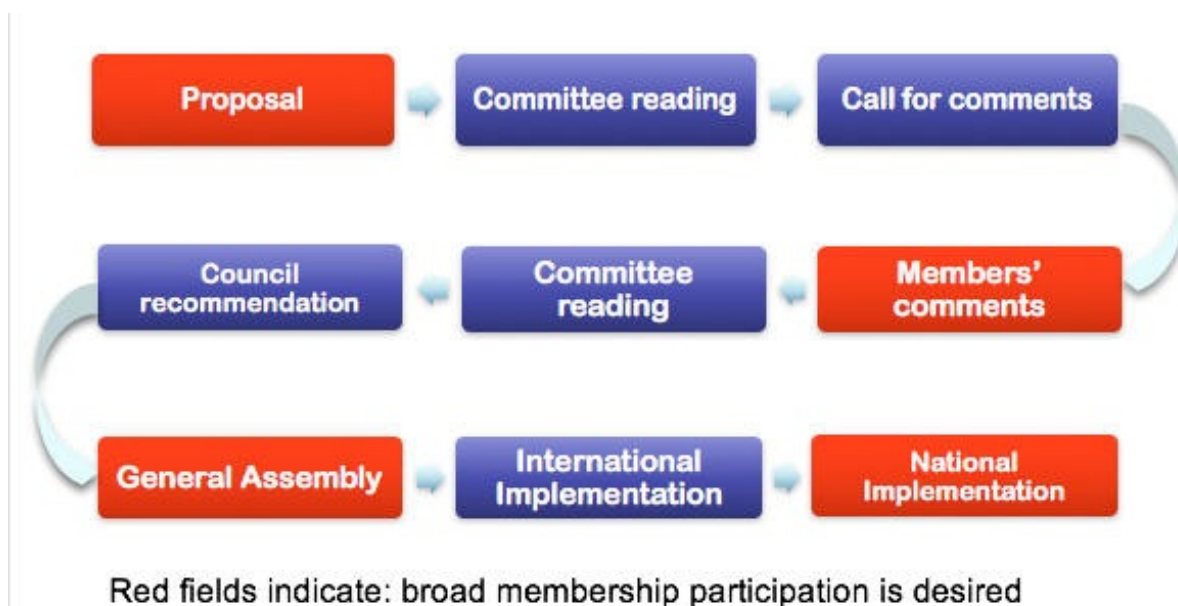 Proposal
Committee reading
Call for comments
Members'
comments
Committee
reading
Council
recommendation
General Assembly
International
Implementation
National
Implementation
Red fields indicate: broad membership participation is desired